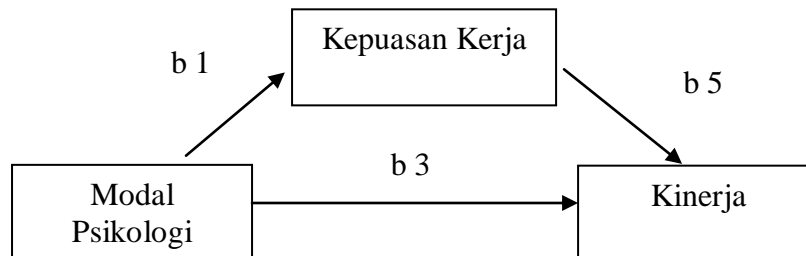 Kepuasan Kerja
b 1
b 5
b 3
Modal
Psikologi
Kinerja